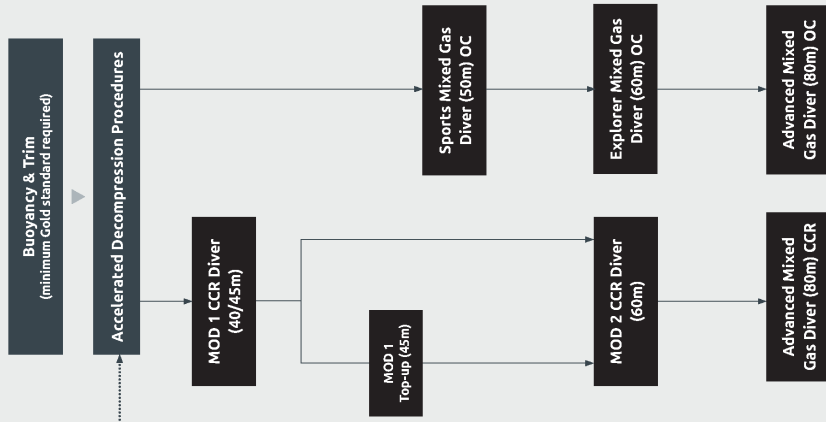 Buoyancy & Trim
(minimum Gold standard required)
Accelerated Decompression Procedures
MOD 1 CCR Diver
(40/45m)
MOD 1
Top-up (45m)
Sports Mixed Gas
Diver (50m) OC
MOD 2 CCR Diver
(60m)
Explorer Mixed Gas
Diver (60m) OC
Advanced Mixed
Gas Diver (80m) CCR
Advanced Mixed
Gas Diver (80m) OC